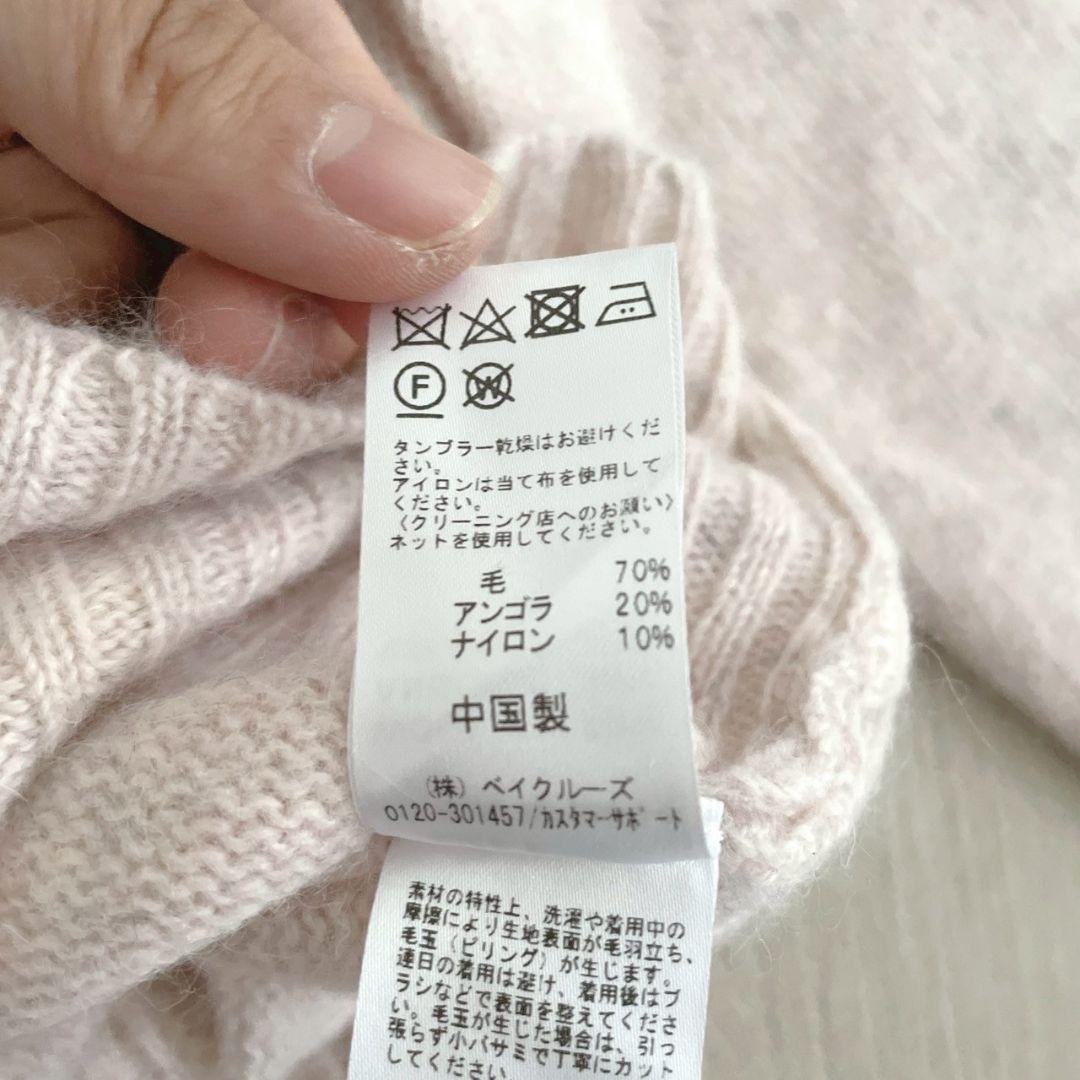 F W
タンブラー乾燥はお避けくだ
さい。
アイロンは当て布を使用して
ください。
〈クリーニング店へのお願い〉
ネットを使用してください。
毛 70%
アンゴラ 20%
ナイロン 10%
中国製
（株）ベイクルーズ
0120-301457/カスタマーサポート
素材の特性上、洗濯や着用中の
摩擦により生地表面が毛羽立ち、
毛玉（ピリング）が生じます。
連日の着用は避け、着用後はブ
ラシなどで表面を整えてくださ
い。毛玉が生じた場合は、引っ
張らず小バサミで丁寧にカット
してください